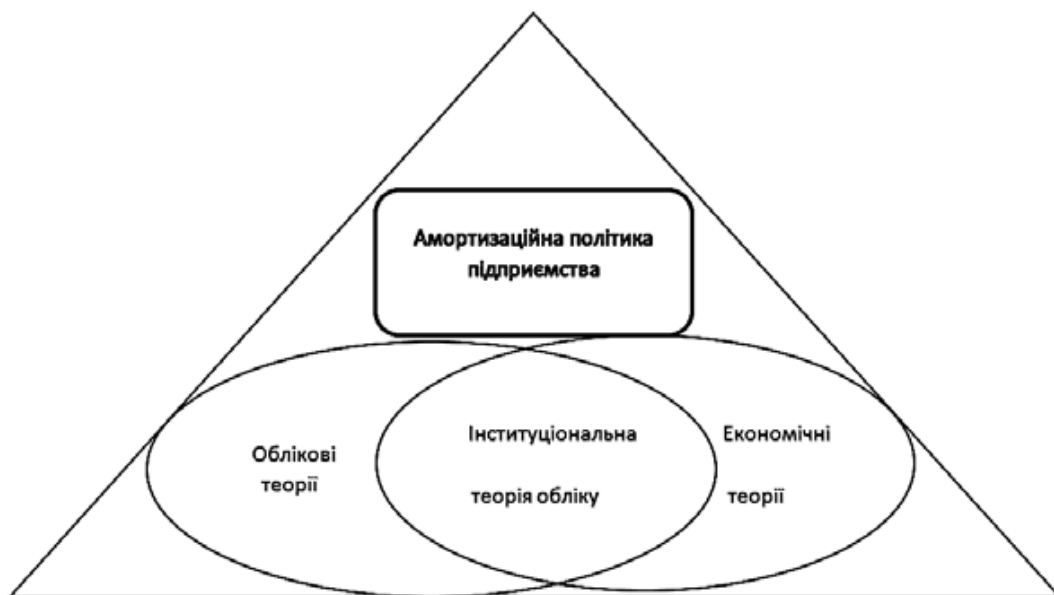 Амортизаційна політика
підприємства
Облікові
теорії
Інституціональна
теорія обліку
Економічні
теорії